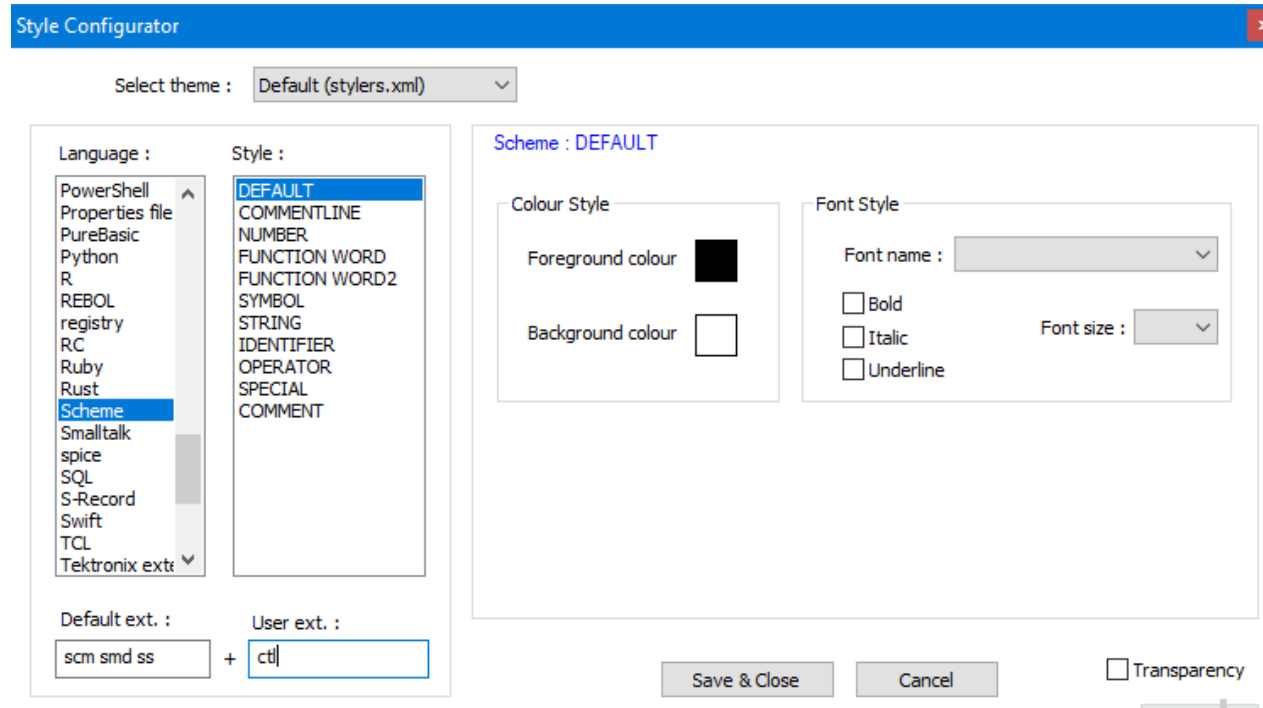 Style Configurator
Select theme :
Default (stylers.xml)
Language :
PowerShell
Properties file
PureBasic
Python
R
REBOL
registry
RC
Ruby
Rust
Scheme
Smalltalk
spice
SQL
S-Record
Swift
TCL
Tektronix exte
Style :
DEFAULT
COMMENTLINE
NUMBER
FUNCTION WORD
FUNCTION WORD2
SYMBOL
STRING
IDENTIFIER
OPERATOR
SPECIAL
COMMENT
Default ext. :
scm smd ss
+
User ext. :
ctl
Scheme : DEFAULT
Colour Style
Foreground colour
Background colour
Font Style
Font name :
Bold
Italic
Underline
Font size :
Save & Close
Cancel
Transparency